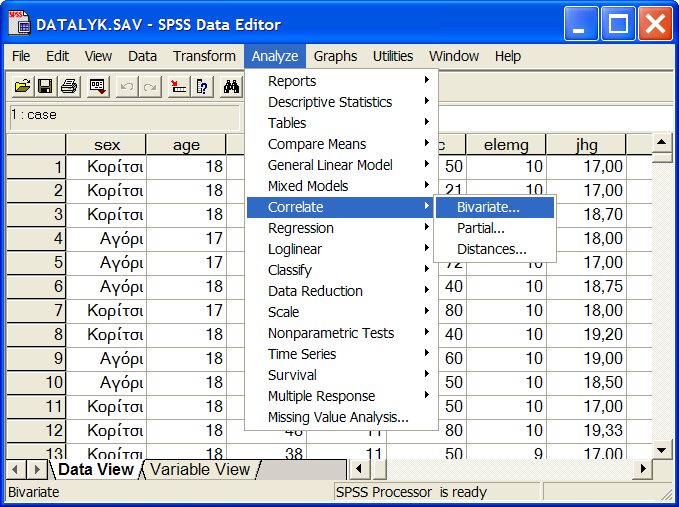 DATALYK.SAV - SPSS Data Editor
File Edit View Data Transform Analyze Graphs Utilities Window Help
1 : case
Reports
Descriptive Statistics
Tables
Compare Means
General Linear Model
Mixed Models
Correlate
Regression
Loglinear
Classify
Data Reduction
Scale
Nonparametric Tests
Time Series
Survival
Multiple Response
Missing Value Analysis...
Bivariate...
Partial...
Distances...
sex age c elemg jhg
1 Κορίτσι 18 50 10 17,00
2 Κορίτσι 18 21 10 17,00
3 Κορίτσι 18 18,70
4 Αγόρι 17 18,00
5 Αγόρι 17 10 17,00
6 Αγόρι 18 40 10 18,75
7 Κορίτσι 17 80 10 18,00
8 Κορίτσι 18 40 10 19,20
9 Αγόρι 18 60 10 19,00
10 Αγόρι 18 50 10 18,50
11 Κορίτσι 18 50 10 17,00
12 Κορίτσι 18 80 10 19,33
13 Κορίτσι 18 38 11 50 9 17,00
Data View Variable View
Bivariate SPSS Processor is ready